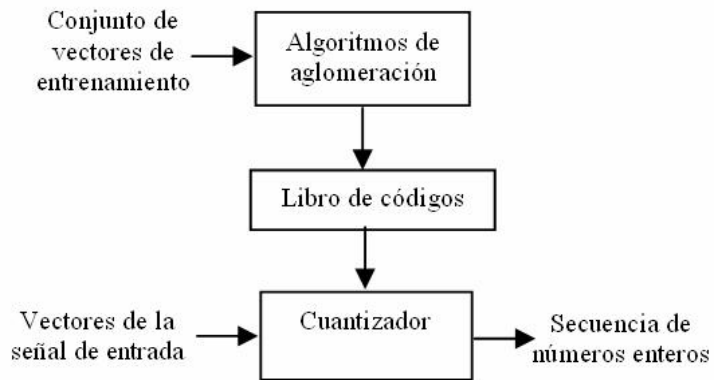 Conjunto de
vectores de
entrenamiento
Algoritmos de
aglomeración
Libro de códigos
Vectores de la
señal de entrada
Cuantizador
Secuencia de
números enteros